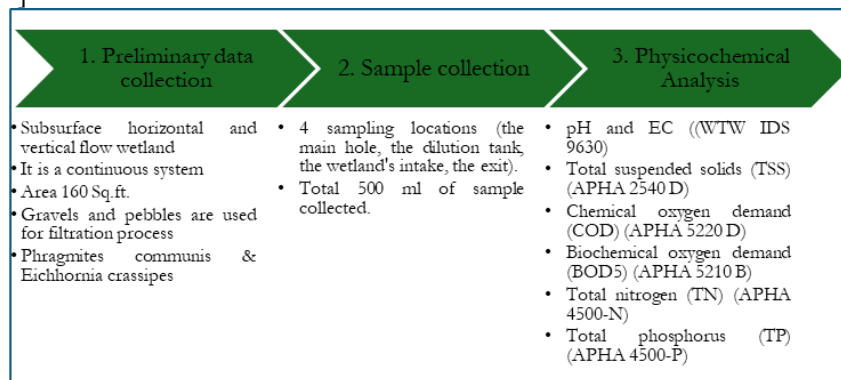 1. Preliminary data
collection
2. Sample collection
3. Physicochemical
Analysis
• Subsurface horizontal and
vertical flow wetland
• It is a continuous system
• Area 160 Sq.ft.
• Gravels and pebbles are used
for filtration process
• Phragmites communis &
Eichhornia crassipes
• 4 sampling locations (the
main hole, the dilution tank,
the wetland's intake, the exit).
• Total 500 ml of sample
collected.
• pH and EC ((WTW IDS
9630)
• Total suspended solids (TSS)
(APHA 2540 D)
• Chemical oxygen demand
(COD) (APHA 5220 D)
• Biochemical oxygen demand
(BOD5) (APHA 5210 B)
• Total nitrogen (TN) (APHA
4500-N)
• Total phosphorus (TP)
(APHA 4500-P)